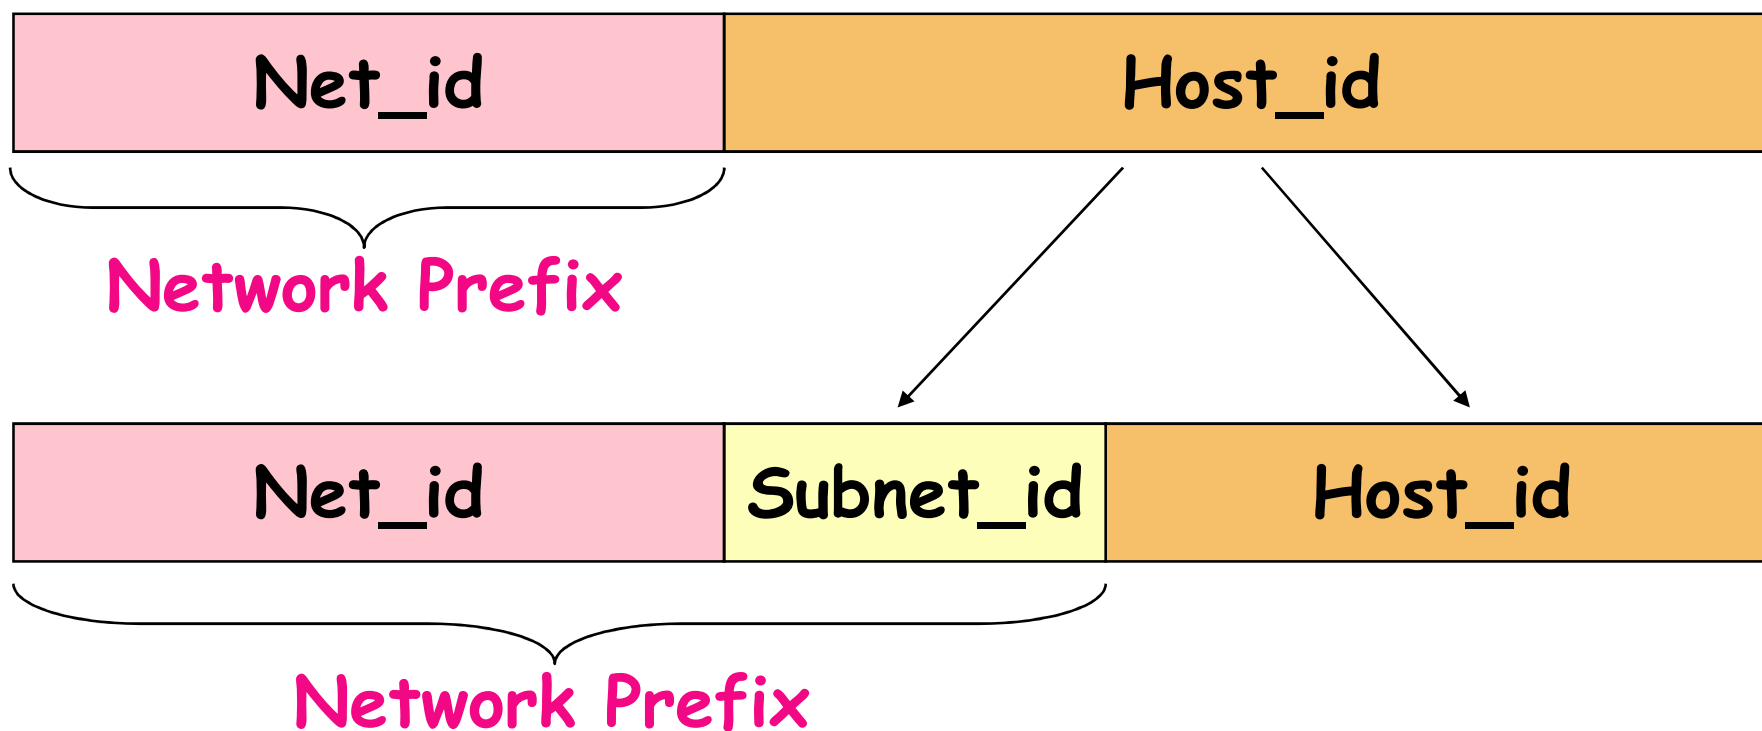 Net_id Host_id
Network Prefix
Net_id Subnet_id Host_id
Network Prefix